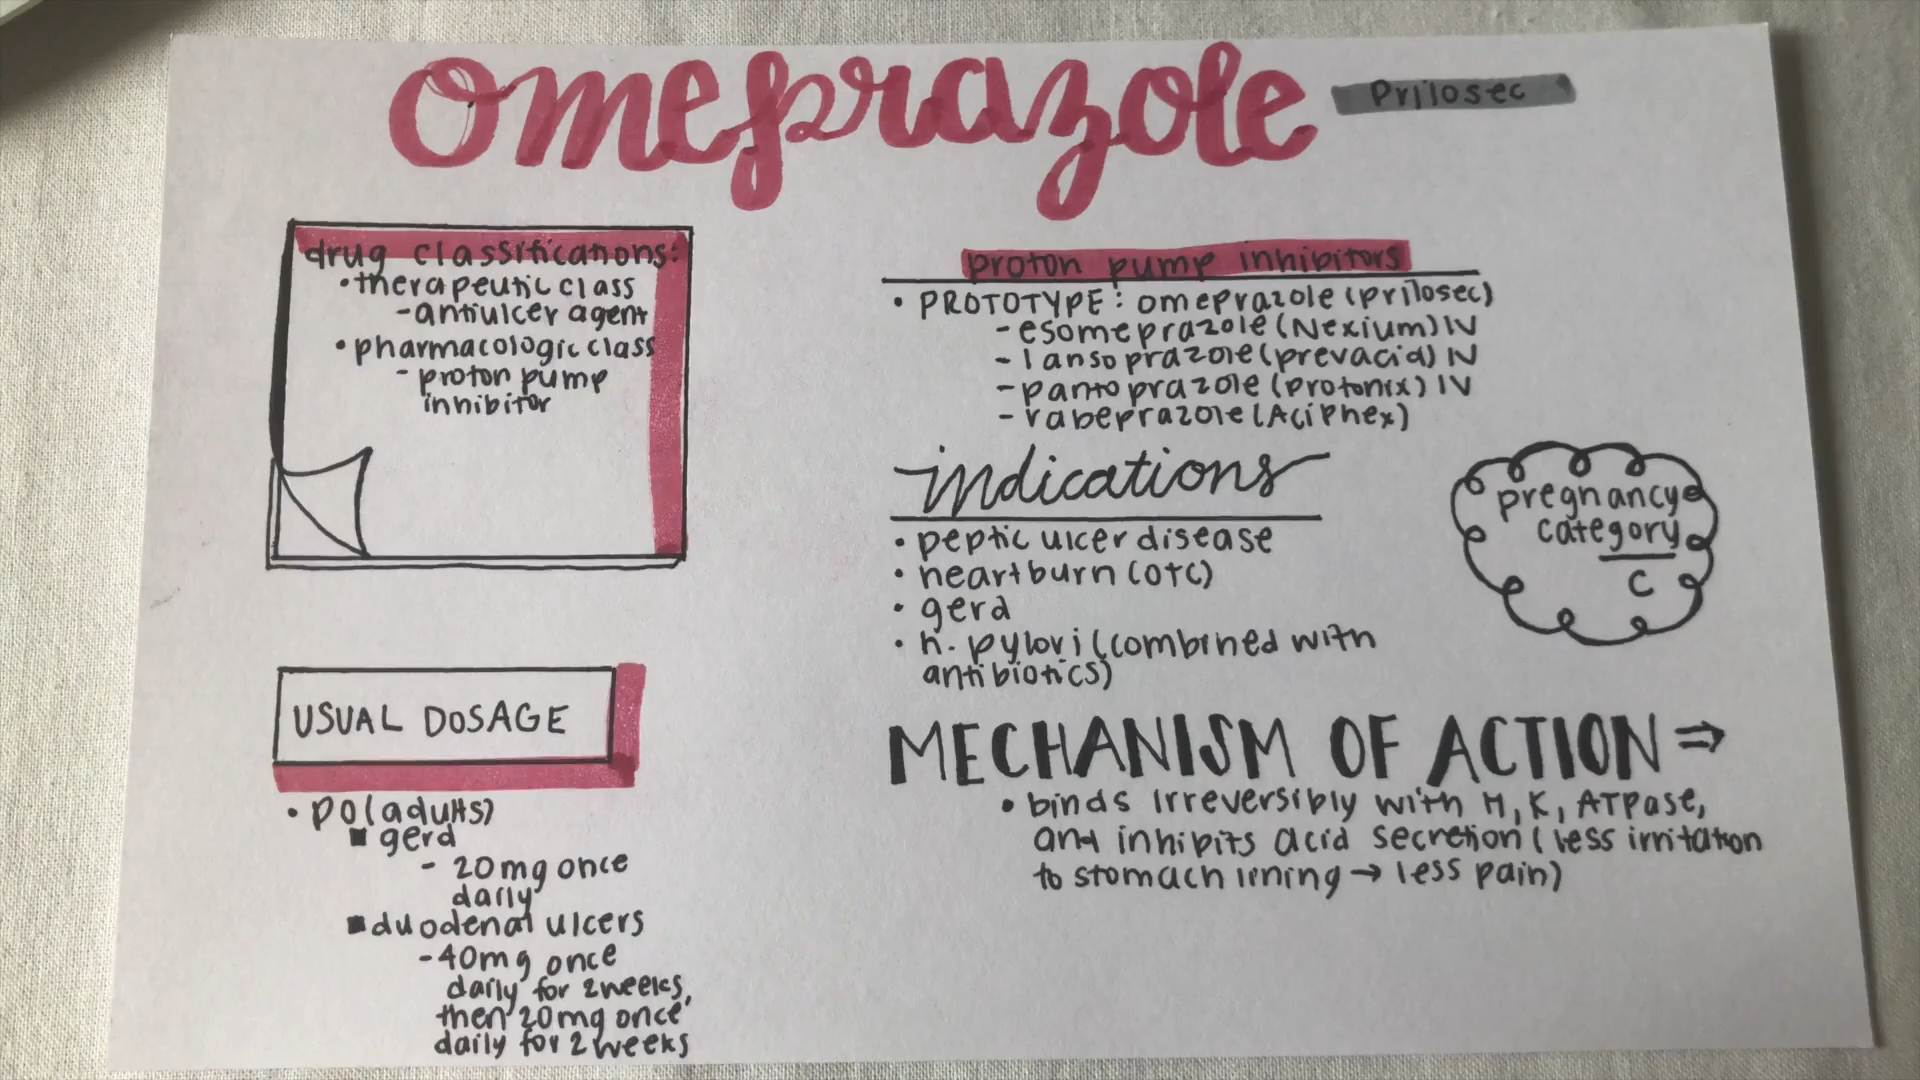 omeprazole
Prilosec
drug classifications:
• therapeutic class
- antiulcer agent
• pharmacologic class
- proton pump
inhibitor
USUAL DOSAGE
• PO (adults)
■ gerd
- 20mg once
daily
■ duodenal ulcers
- 40mg once
daily for 2 weeks,
then 20mg once
daily for 2 weeks
proton pump inhibitors
• PROTOTYPE: omeprazole (prilosec)
- esomeprazole (Nexium) IV
- lansoprazole (prevacid) IV
- pantoprazole (protonix) IV
- rabeprazole (Aciphex)
indications
• peptic ulcer disease
• heartburn (OTC)
• gerd
• h. pylori (combined with
antibiotics)
pregnancy
category
C
MECHANISM OF ACTION ⇒
• binds irreversibly with H, K, ATPase,
and inhibits acid secretion (less irritation
to stomach lining → less pain)